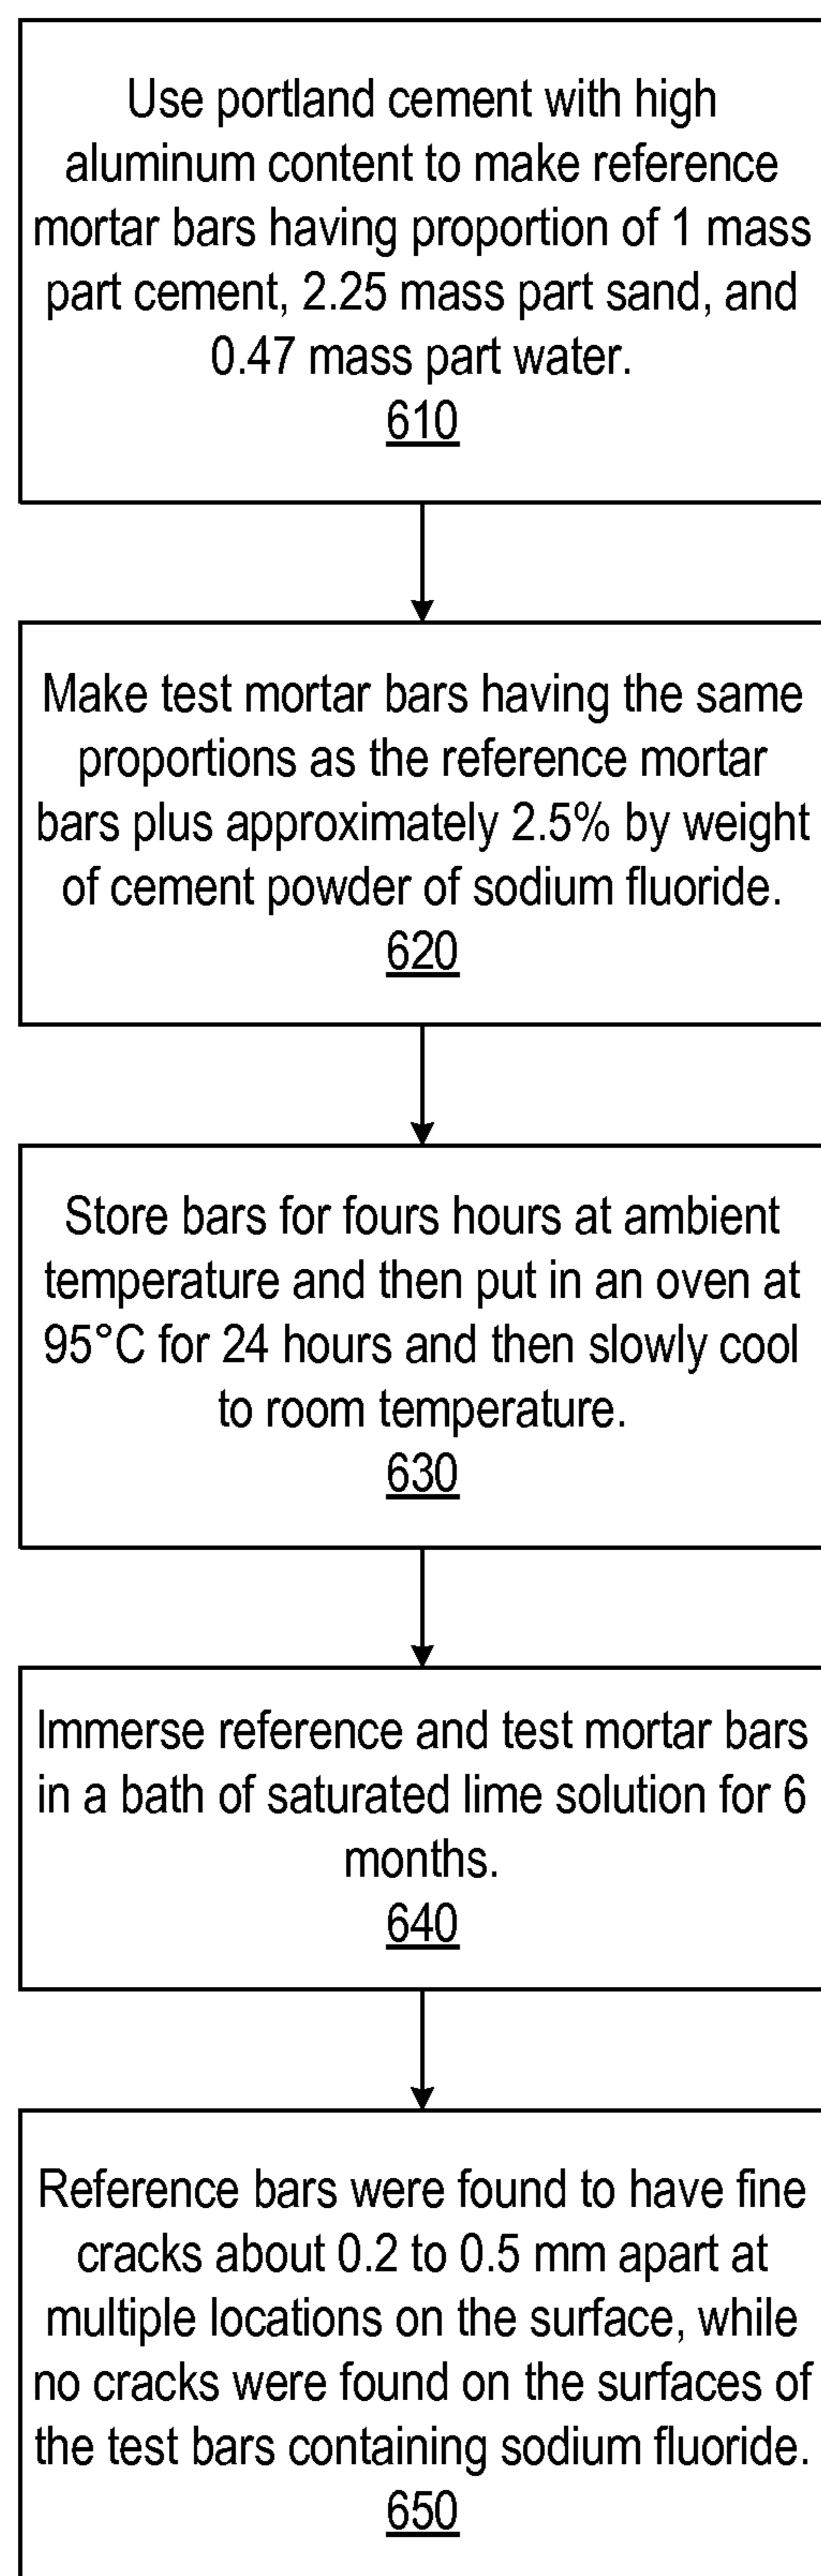 Use portland cement with high
aluminum content to make reference
mortar bars having proportion of 1 mass
part cement, 2.25 mass part sand, and
0.47 mass part water.
610
Make test mortar bars having the same
proportions as the reference mortar
bars plus approximately 2.5% by weight
of cement powder of sodium fluoride.
620
Store bars for fours hours at ambient
temperature and then put in an oven at
95°C for 24 hours and then slowly cool
to room temperature.
630
Immerse reference and test mortar bars
in a bath of saturated lime solution for 6
months.
640
Reference bars were found to have fine
cracks about 0.2 to 0.5 mm apart at
multiple locations on the surface, while
no cracks were found on the surfaces of
the test bars containing sodium fluoride.
650